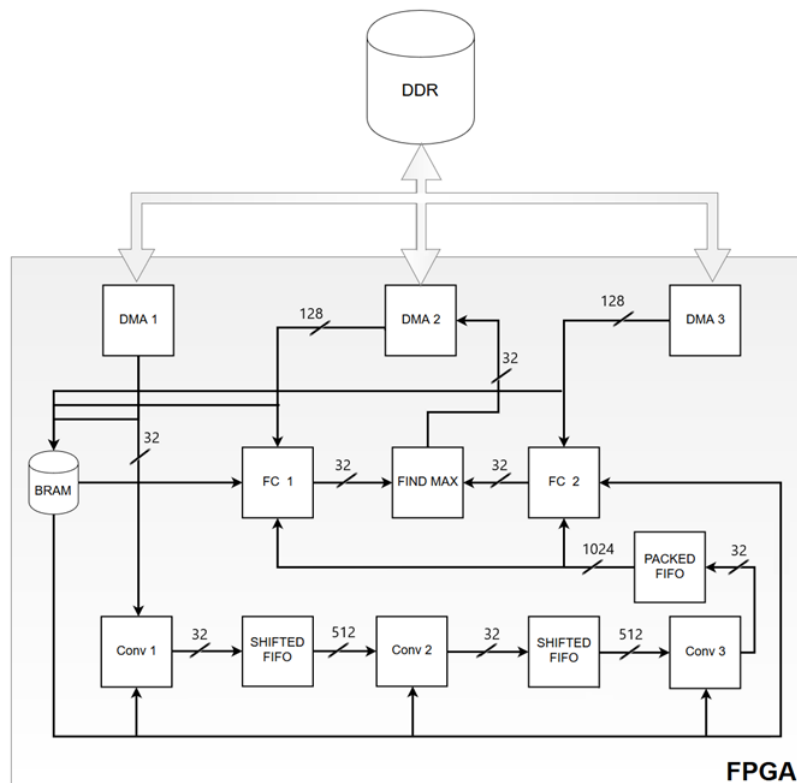 DDR
DMA 1
DMA 2
DMA 3
128
128
32
32
BRAM
FC 1
32
FIND MAX
32
FC 2
1024
PACKED
FIFO
32
Conv 1
32
SHIFTED
FIFO
512
Conv 2
32
SHIFTED
FIFO
512
Conv 3
FPGA